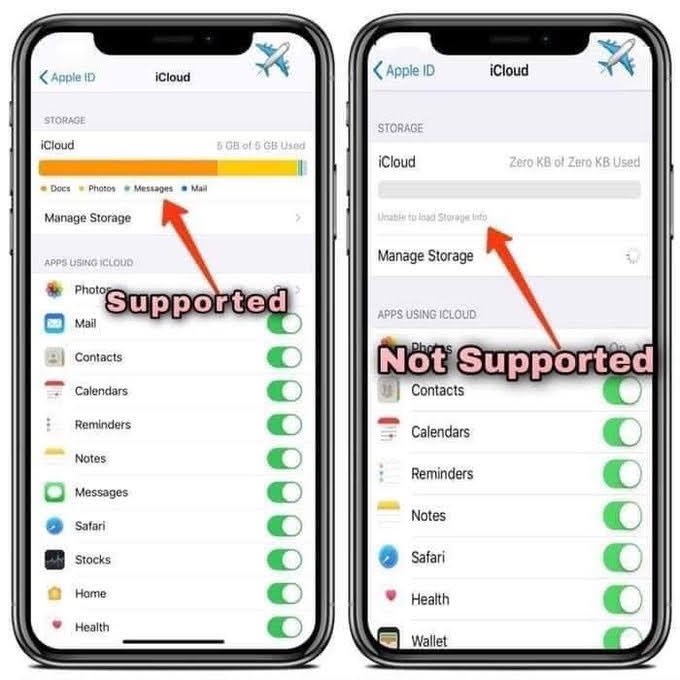 Apple ID
iCloud
STORAGE
iCloud
5 GB of 5 GB Used
Docs
Photos
Messages
Mail
Manage Storage
APPS USING ICLOUD
Photos
Supported
Mail
Contacts
Calendars
Reminders
Notes
Messages
Safari
Stocks
Home
Health
Apple ID
iCloud
STORAGE
iCloud
Zero KB of Zero KB Used
Unable to load Storage Info
Manage Storage
APPS USING ICLOUD
Photos
On
Not Supported
Contacts
Calendars
Reminders
Notes
Safari
Health
Wallet